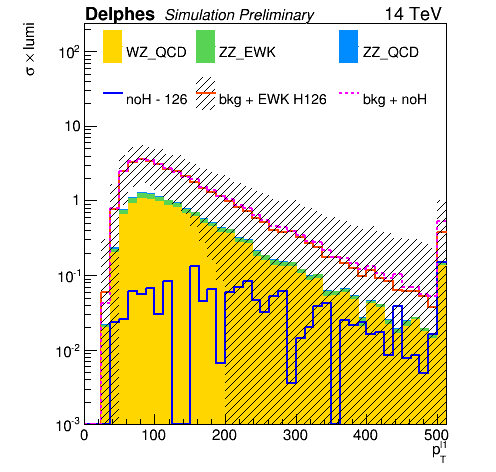 Delphes Simulation Preliminary 14 TeV
σ × lumi
WZ_QCD ZZ_EWK ZZ_QCD
noH - 126 bkg + EWK H126 bkg + noH
10²
10
1
10⁻¹
10⁻²
10⁻³
0 100 200 300 400 500
p_T^l1